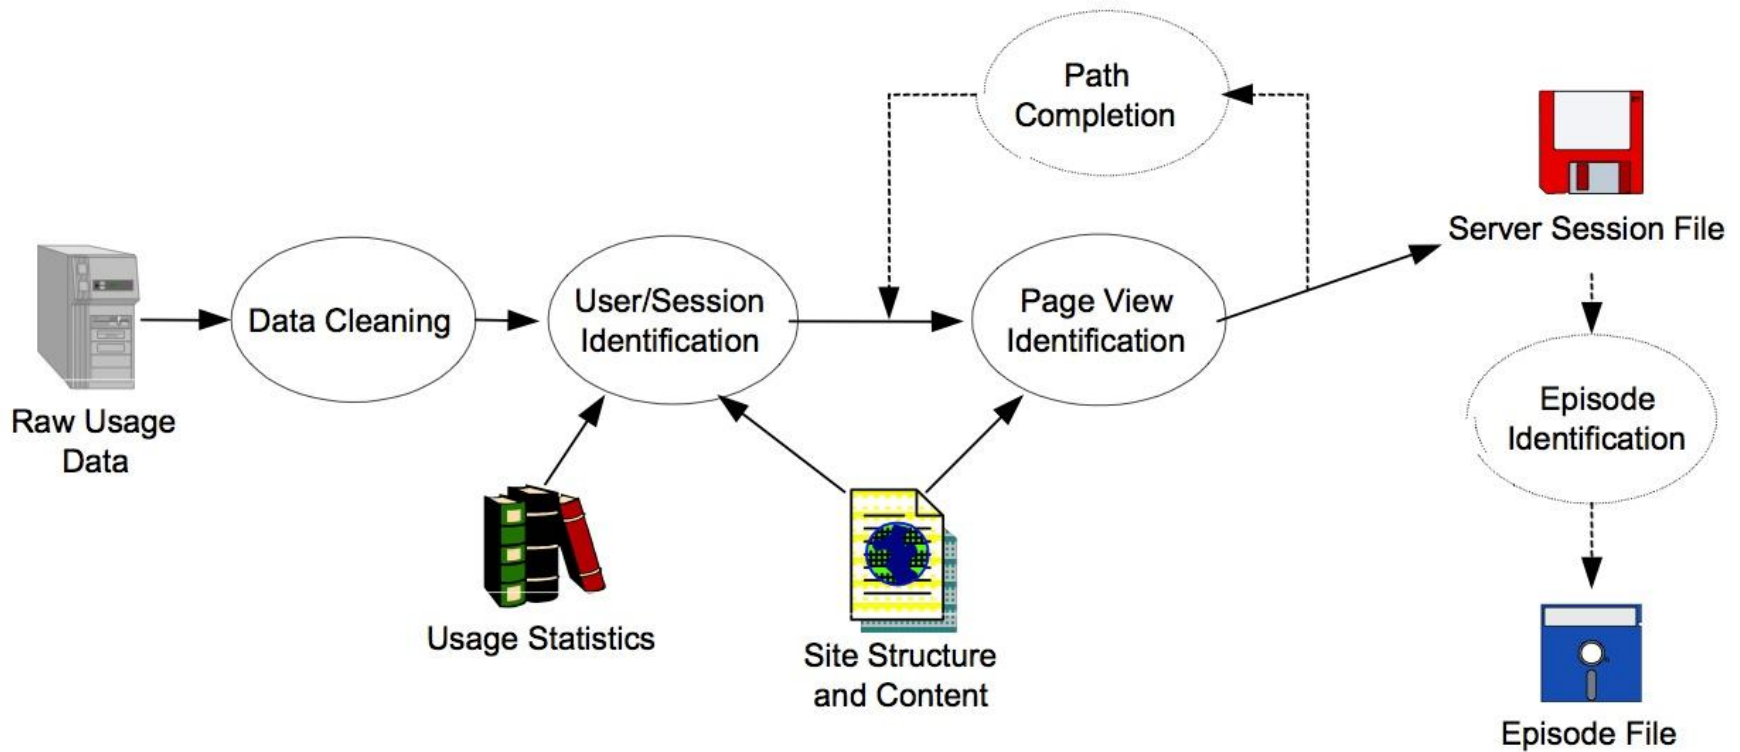 Path
Completion
Server Session File
Data Cleaning
User/Session
Identification
Page View
Identification
Raw Usage
Data
Episode
Identification
Usage Statistics
Site Structure
and Content
Episode File